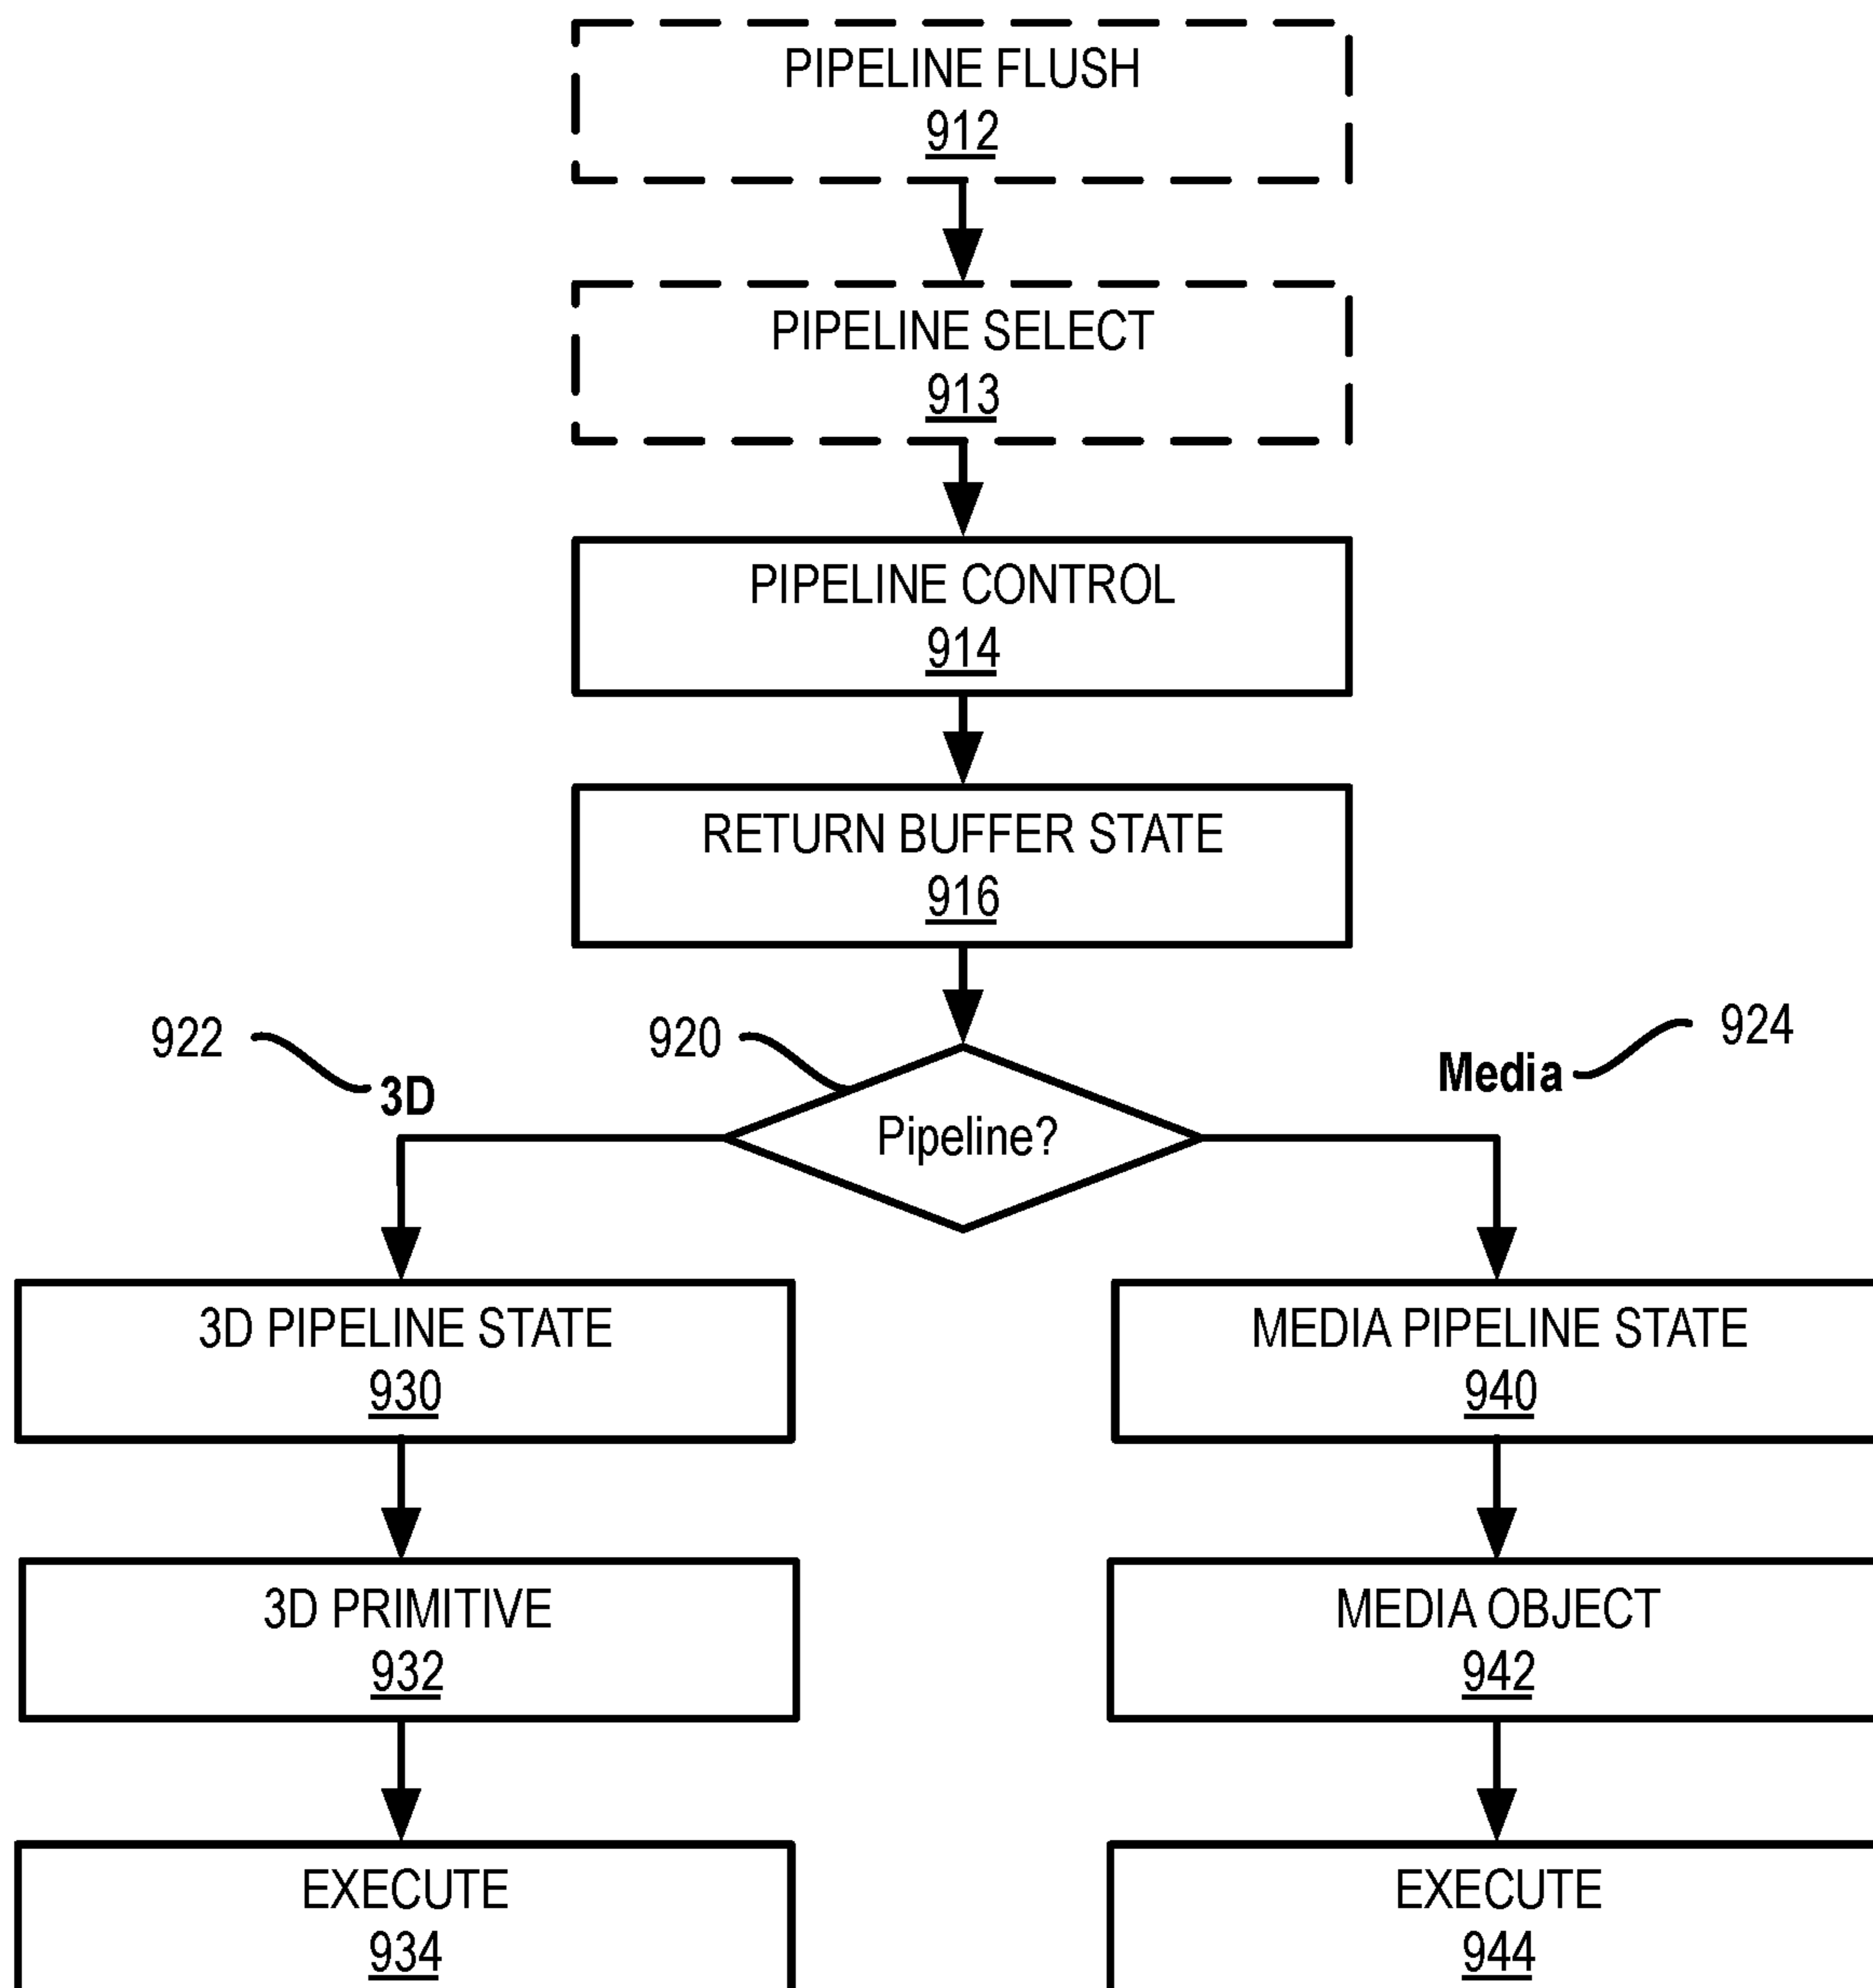 PIPELINE FLUSH
912
PIPELINE SELECT
913
PIPELINE CONTROL
914
RETURN BUFFER STATE
916
922
920
924
3D
Media
Pipeline?
3D PIPELINE STATE
930
MEDIA PIPELINE STATE
940
3D PRIMITIVE
932
MEDIA OBJECT
942
EXECUTE
934
EXECUTE
944